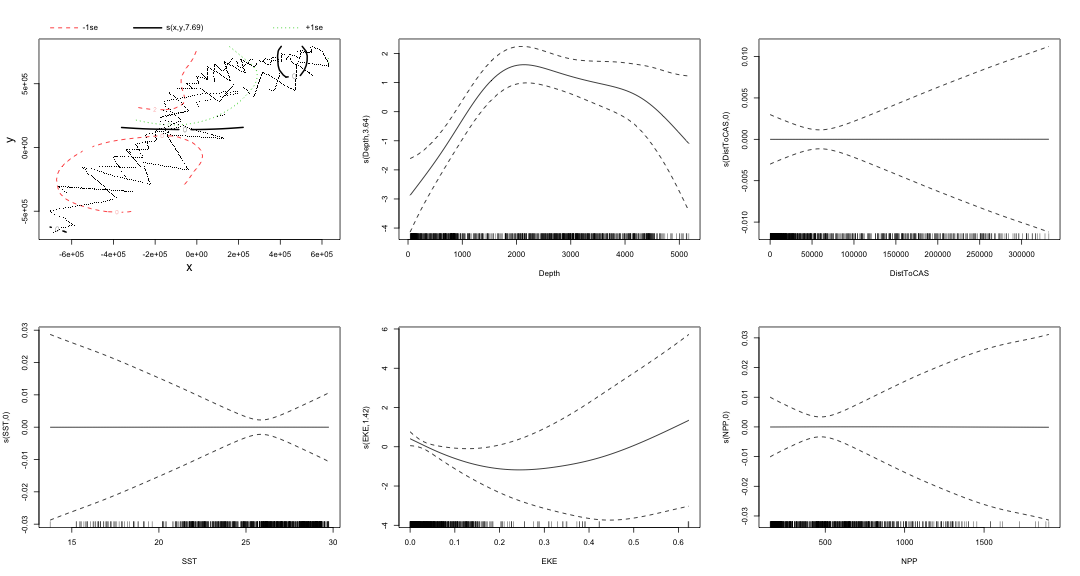 -1se s(x,y,7.69) +1se
y
-5e+05 0e+00 5e+05
-6e+05 -4e+05 -2e+05 0e+00 2e+05 4e+05 6e+05
x
s(Depth,3.64)
-4 -3 -2 -1 0 1 2
0 1000 2000 3000 4000 5000
Depth
s(DistToCAS,0)
-0.010 -0.005 0.000 0.005 0.010
0 50000 100000 150000 200000 250000 300000
DistToCAS
s(SST,0)
-0.03 -0.02 -0.01 0.00 0.01 0.02 0.03
15 20 25 30
SST
s(EKE,1.42)
-4 -2 0 2 4 6
0.0 0.1 0.2 0.3 0.4 0.5 0.6
EKE
s(NPP,0)
-0.03 -0.02 -0.01 0.00 0.01 0.02 0.03
500 1000 1500
NPP